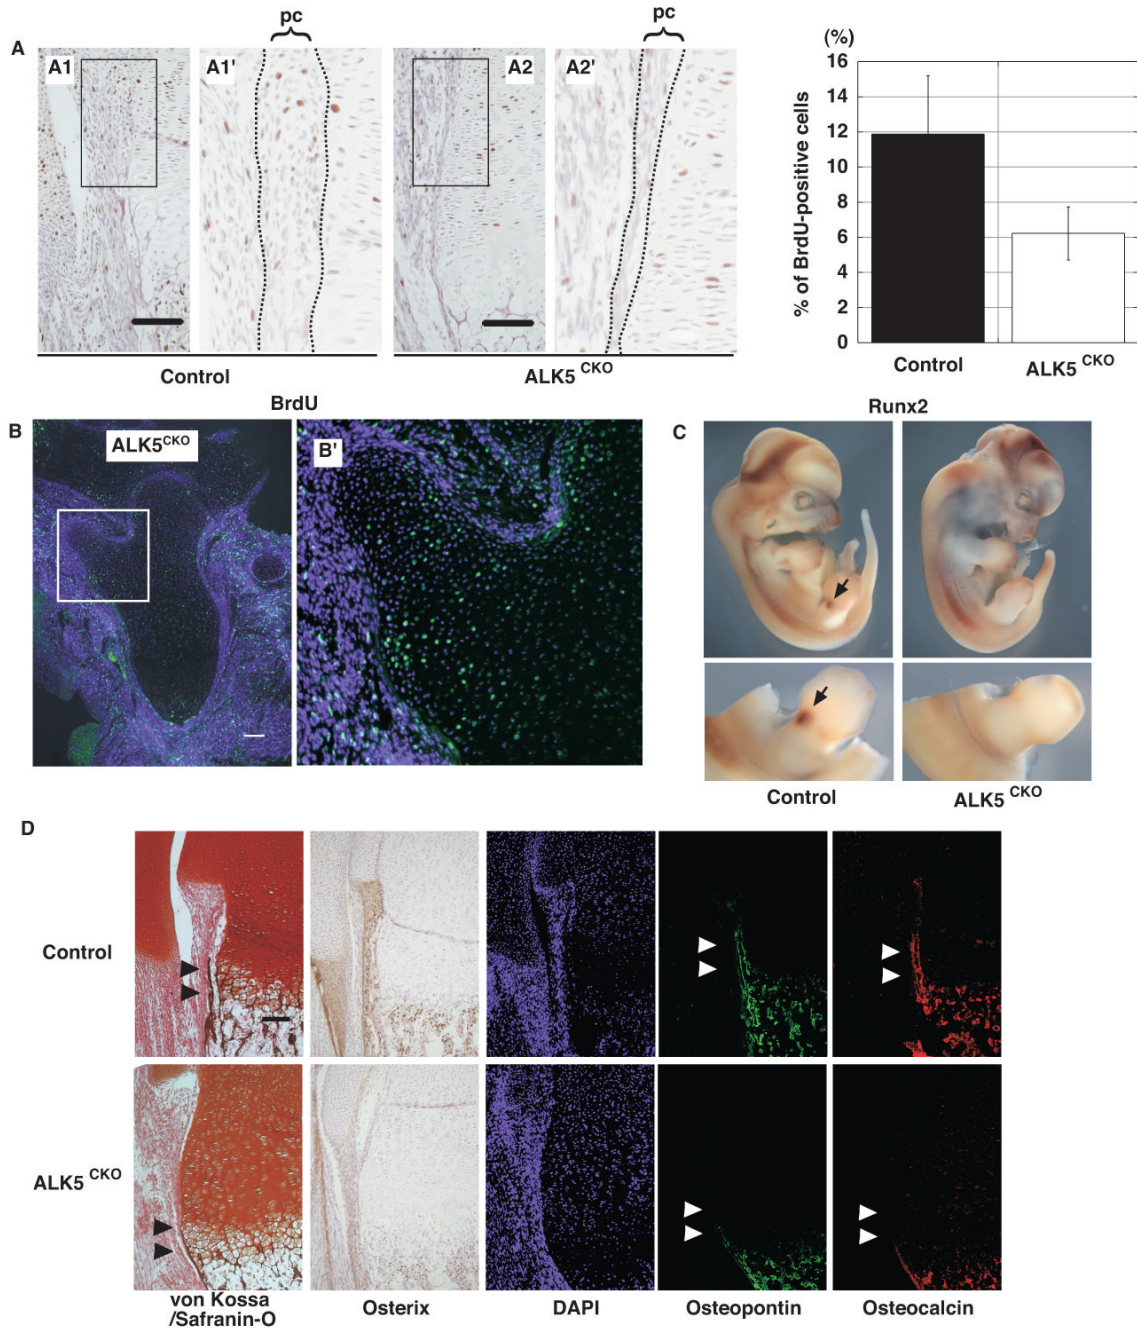 pc
pc
A
A1
A1'
A2
A2'
Control
ALK5 CKO
(%)
% of BrdU-positive cells
16
14
12
10
8
6
4
2
0
Control
ALK5 CKO
BrdU
B
ALK5CKO
B'
Runx2
C
Control
ALK5 CKO
D
Control
ALK5 CKO
von Kossa
/Safranin-O
Osterix
DAPI
Osteopontin
Osteocalcin